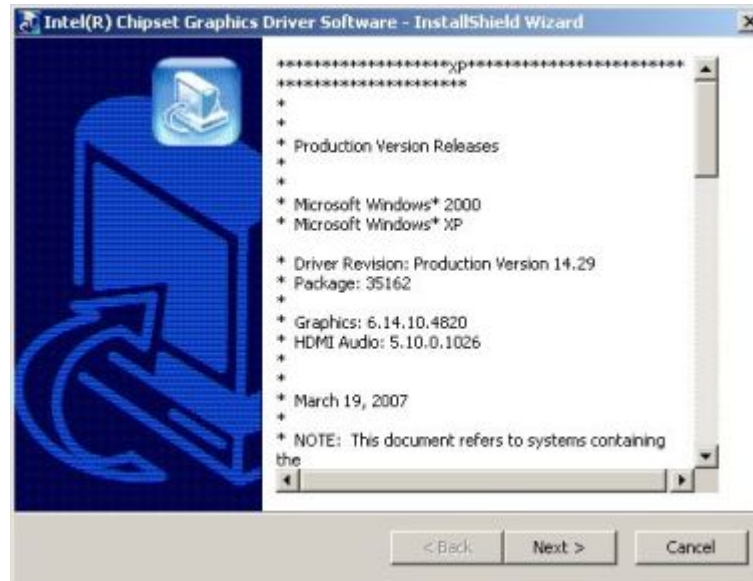 Intel(R) Chipset Graphics Driver Software - InstallShield Wizard
*******************XP************************
*********************
*
*
* Production Version Releases
*
*
* Microsoft Windows* 2000
* Microsoft Windows* XP
* Driver Revision: Production Version 14.29
* Package: 35162
*
* Graphics: 6.14.10.4820
* HDMI Audio: 5.10.0.1026
*
*
* March 19, 2007
*
* NOTE: This document refers to systems containing
the
< Back
Next >
Cancel